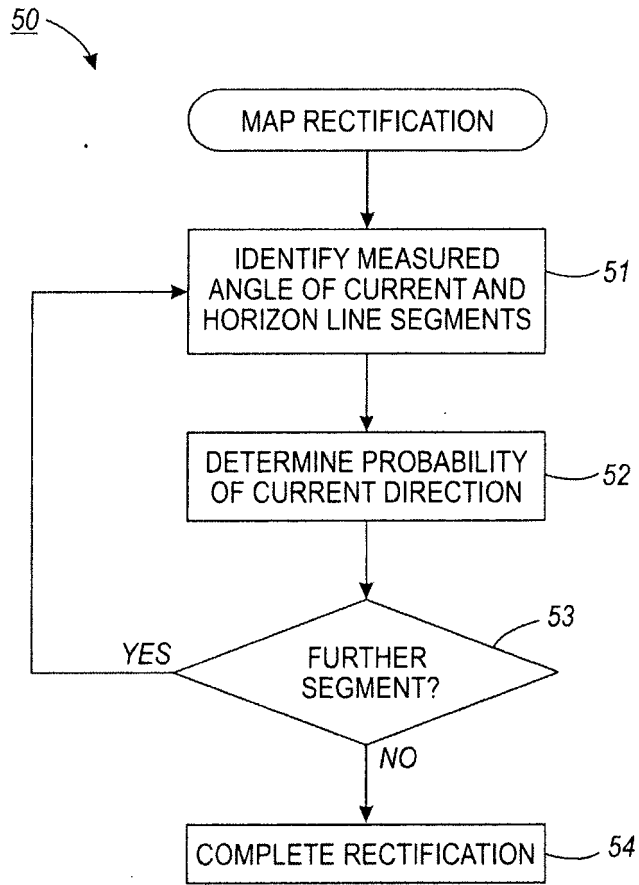 50
MAP RECTIFICATION
IDENTIFY MEASURED
ANGLE OF CURRENT AND
HORIZON LINE SEGMENTS
51
DETERMINE PROBABILITY
OF CURRENT DIRECTION
52
53
YES
FURTHER
SEGMENT?
NO
COMPLETE RECTIFICATION
54